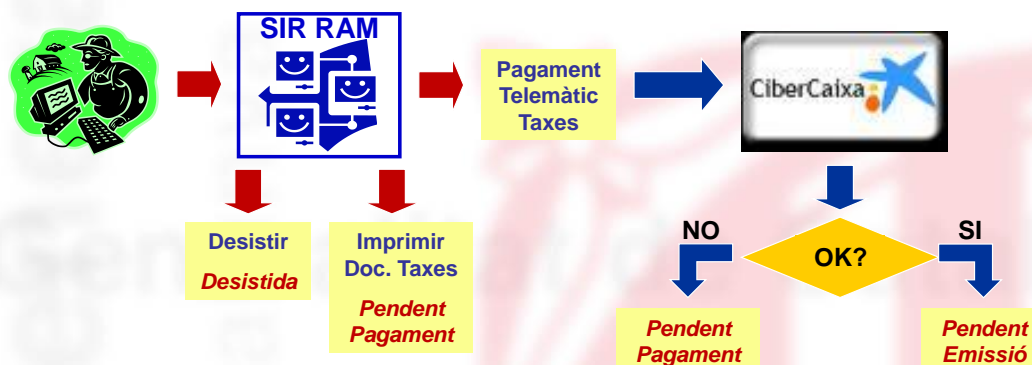 SIR RAM
Pagament
Telemàtic
Taxes
CiberCaixa
Desistir
Desistida
Imprimir
Doc. Taxes
Pendent
Pagament
NO
OK?
SI
Pendent
Pagament
Pendent
Emissió